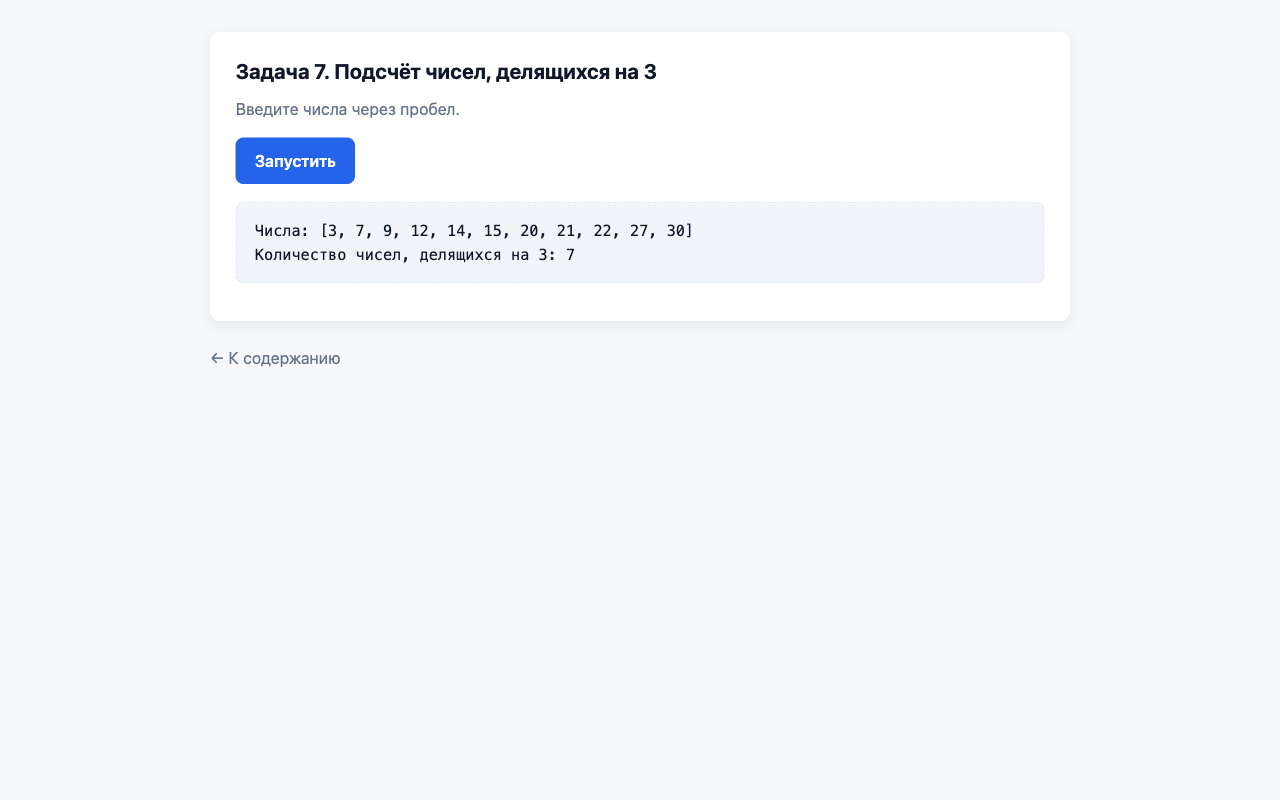 Задача 7. Подсчёт чисел, делящихся на 3
Введите числа через пробел.
Запустить
Числа: [3, 7, 9, 12, 14, 15, 20, 21, 22, 27, 30]
Количество чисел, делящихся на 3: 7
← К содержанию